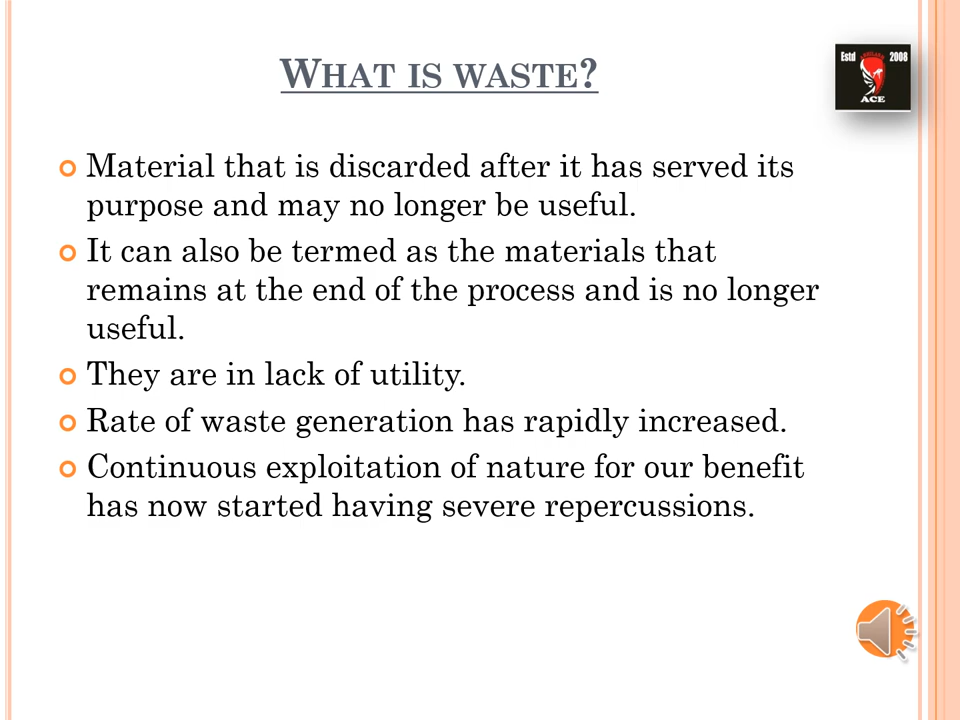 WHAT IS WASTE?
Estd 2008
ACE
Material that is discarded after it has served its
purpose and may no longer be useful.
It can also be termed as the materials that
remains at the end of the process and is no longer
useful.
They are in lack of utility.
Rate of waste generation has rapidly increased.
Continuous exploitation of nature for our benefit
has now started having severe repercussions.